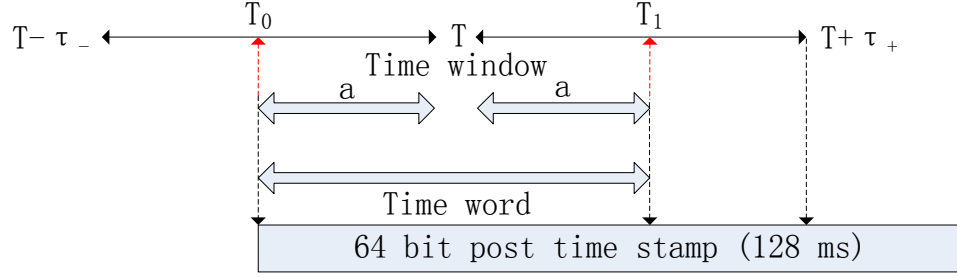 T₀ T₁
T− τ₋ T T+ τ₊
Time window
a a
Time word
64 bit post time stamp (128 ms)